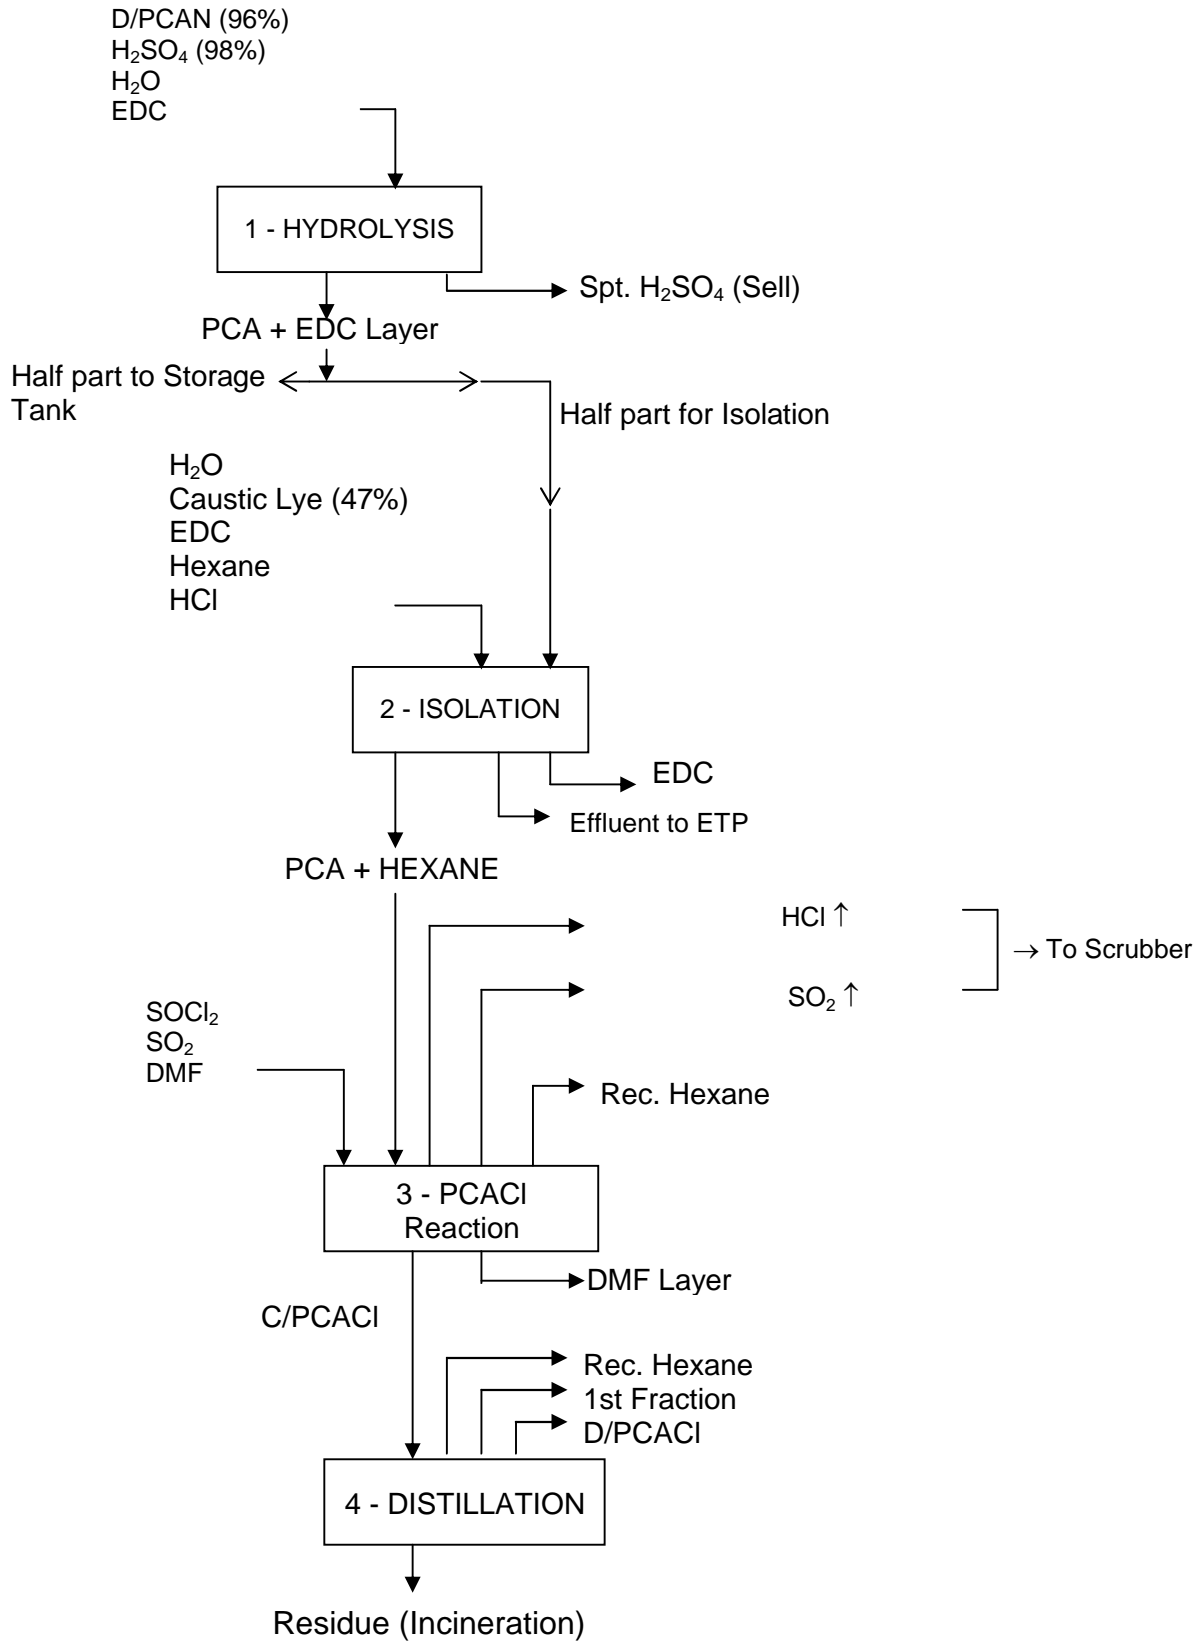 D/PCAN (96%)
H₂SO₄ (98%)
H₂O
EDC
1 - HYDROLYSIS
Spt. H₂SO₄ (Sell)
PCA + EDC Layer
Half part to Storage
Tank
Half part for Isolation
H₂O
Caustic Lye (47%)
EDC
Hexane
HCl
2 - ISOLATION
EDC
Effluent to ETP
PCA + HEXANE
HCl ↑
→ To Scrubber
SO₂ ↑
SOCl₂
SO₂
DMF
Rec. Hexane
3 - PCACl
Reaction
DMF Layer
C/PCACl
Rec. Hexane
1st Fraction
D/PCACl
4 - DISTILLATION
Residue (Incineration)